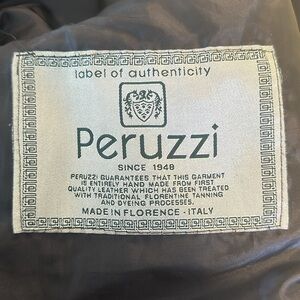 label of authenticity
Peruzzi
SINCE 1948
PERUZZI GUARANTEES THAT THIS GARMENT
IS ENTIRELY HAND MADE FROM FIRST
QUALITY LEATHER WHICH HAS BEEN TREATED
WITH TRADITIONAL FLORENTINE TANNING
AND DYEING PROCESSES.
MADE IN FLORENCE - ITALY